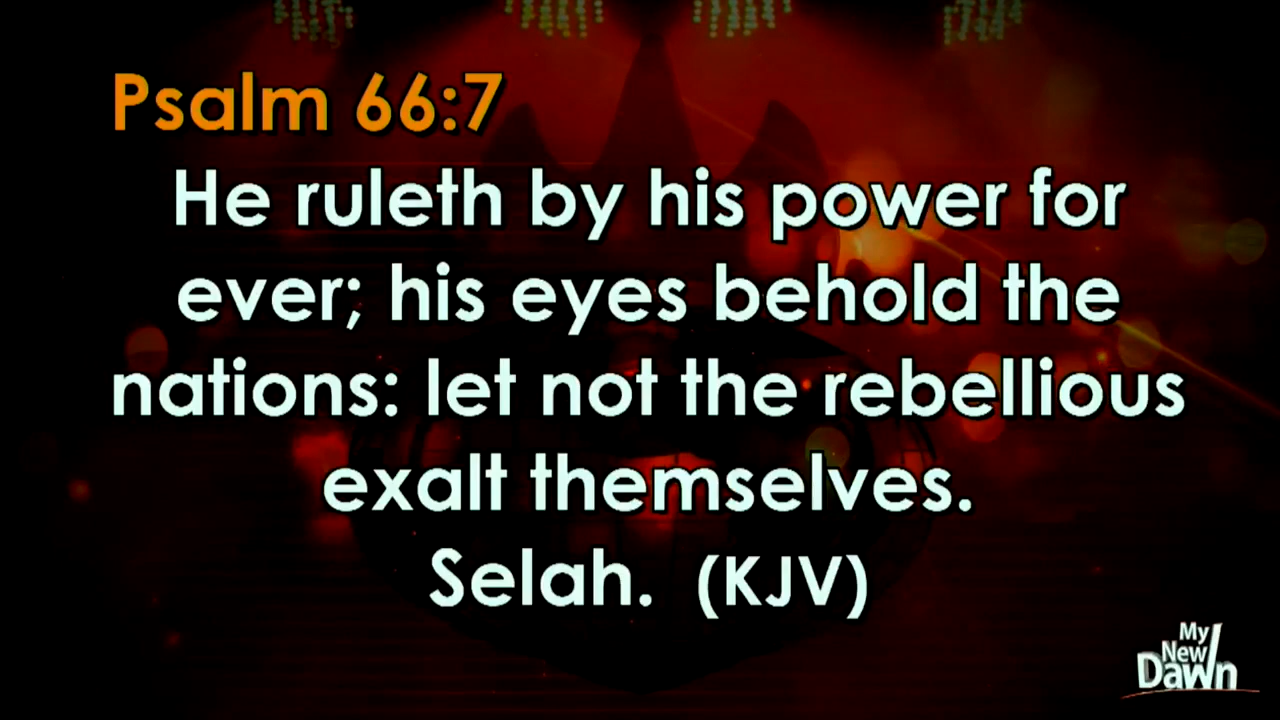 Psalm 66:7
He ruleth by his power for
ever; his eyes behold the
nations: let not the rebellious
exalt themselves.
Selah.  (KJV)
My
New
Dawn